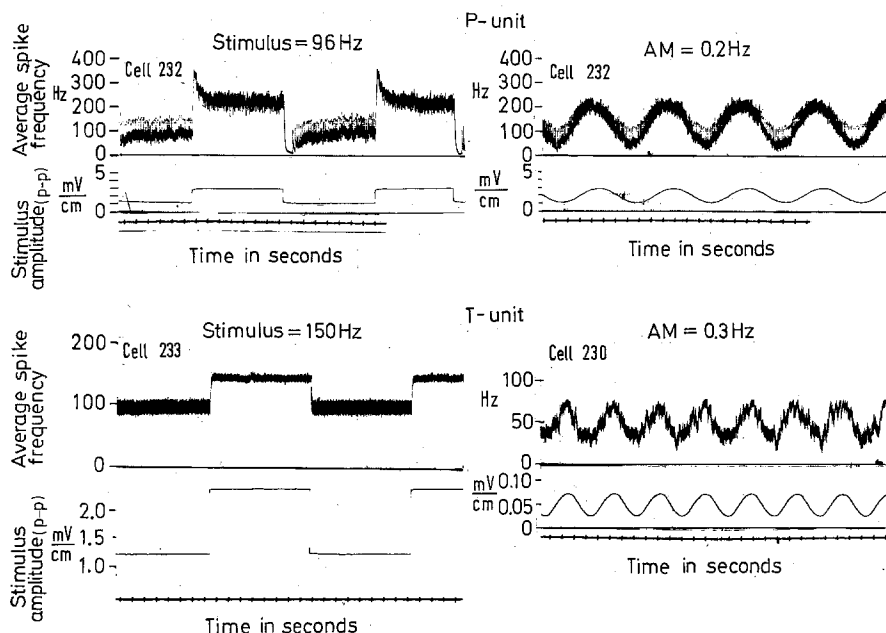 P-unit
Stimulus = 96 Hz
AM = 0.2 Hz
Average spike
frequency
Hz
400
300
200
100
0
Cell 232
Hz
400
300
200
100
0
Cell 232
Stimulus
amplitude (p-p)
mV
cm
5
0
mV
cm
5
0
Time in seconds
Time in seconds
T-unit
Stimulus = 150 Hz
AM = 0.3 Hz
Average spike
frequency
200
100
0
Cell 233
Cell 230
Hz
100
50
0
Stimulus
amplitude (p-p)
mV
cm
2.0
1.5
1.0
mV
cm
0.10
0.05
0
Time in seconds
Time in seconds